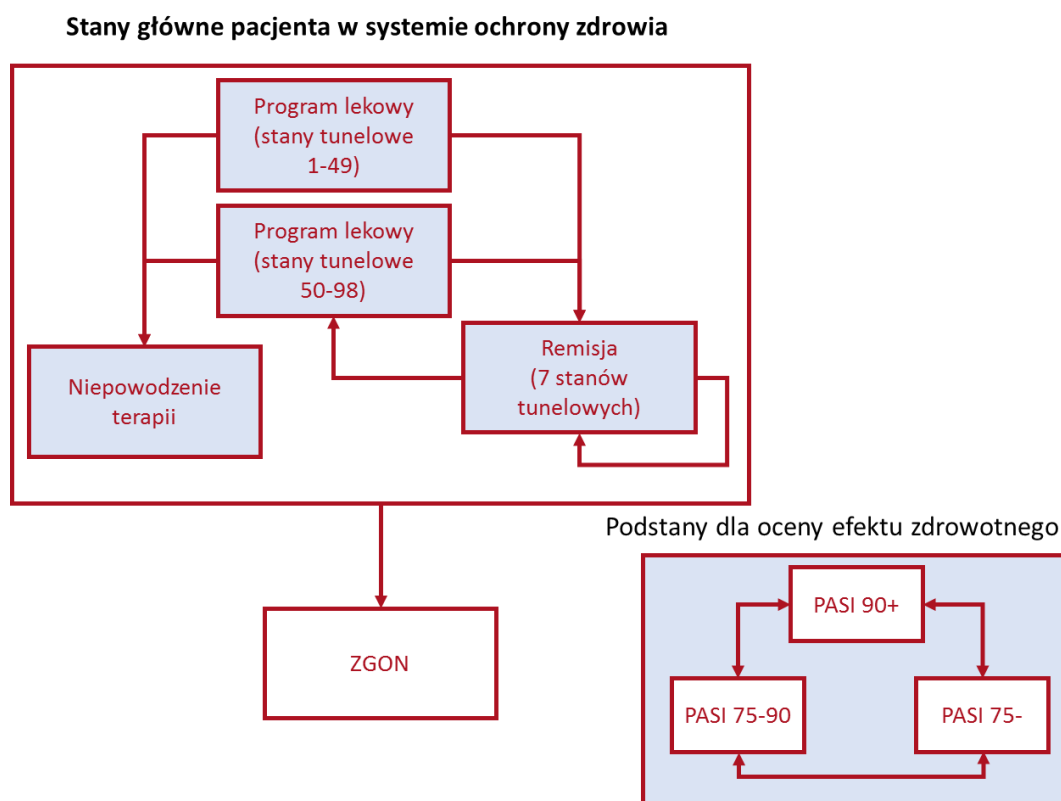 Stany główne pacjenta w systemie ochrony zdrowia
Program lekowy
(stany tunelowe
1-49)
Program lekowy
(stany tunelowe
50-98)
Remisja
(7 stanów
tunelowych)
Niepowodzenie
terapii
Podstany dla oceny efektu zdrowotnego
PASI 90+
ZGON
PASI 75-90
PASI 75-